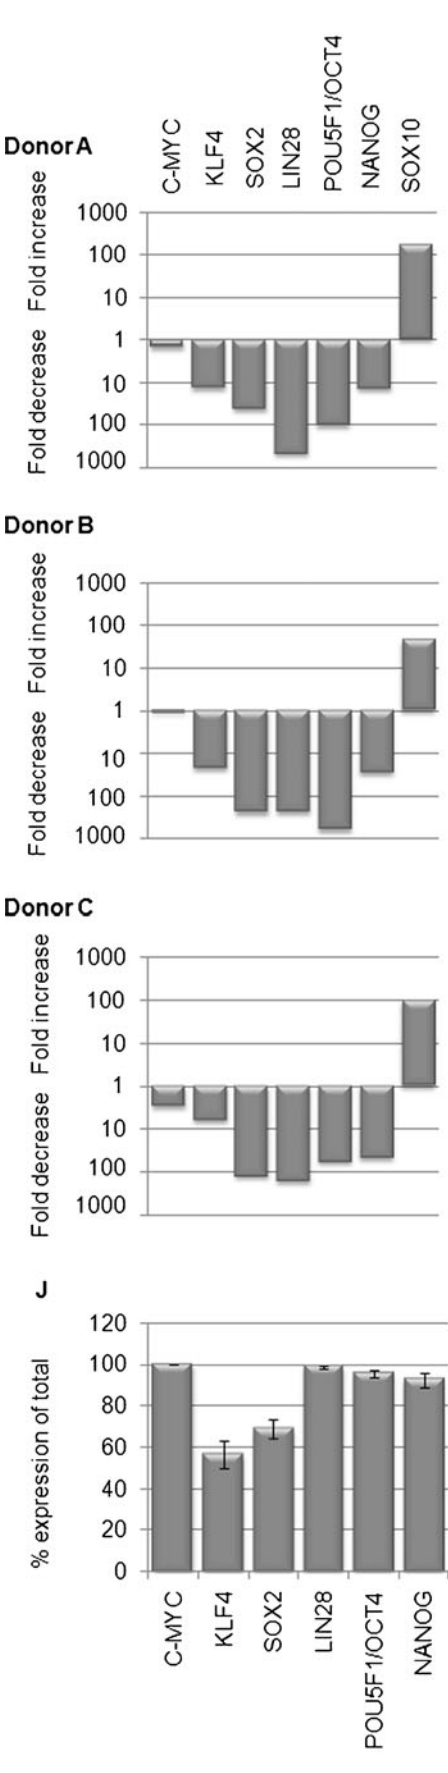 Donor A
C-MYC
KLF4
SOX2
LIN28
POU5F1/OCT4
NANOG
SOX10
Fold increase
Fold decrease
1000
100
10
1
10
100
1000
Donor B
Fold increase
Fold decrease
1000
100
10
1
10
100
1000
Donor C
Fold increase
Fold decrease
1000
100
10
1
10
100
1000
J
% expression of total
120
100
80
60
40
20
0
C-MYC
KLF4
SOX2
LIN28
POU5F1/OCT4
NANOG